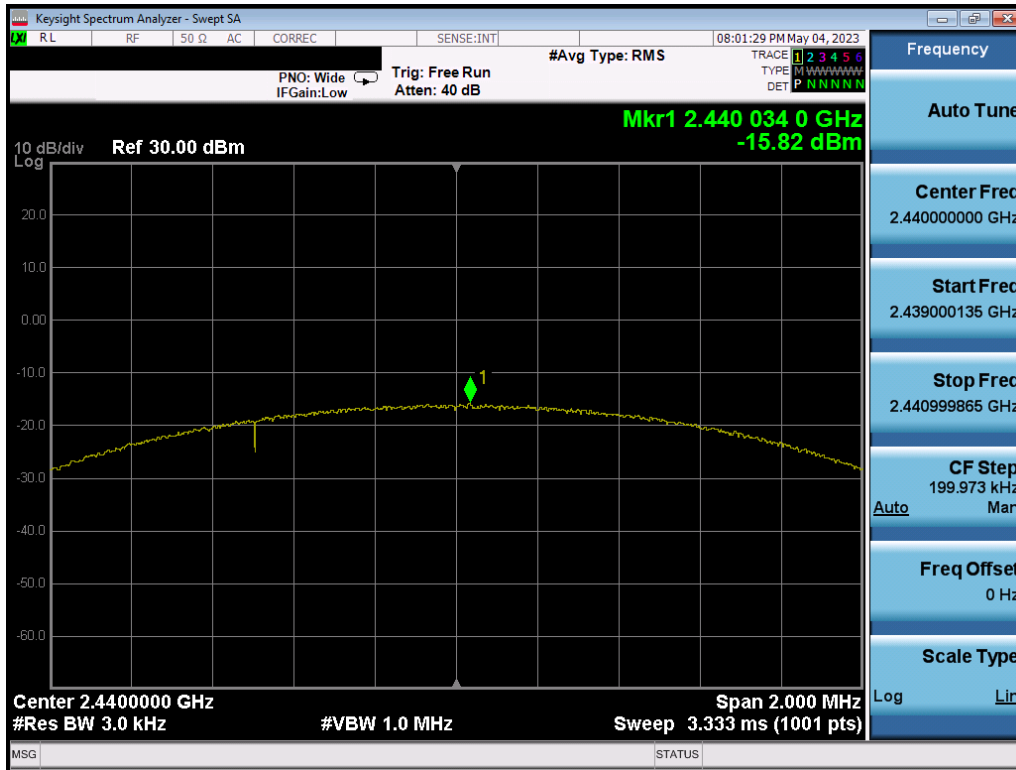 Keysight Spectrum Analyzer - Swept SA
LXI RL RF 50 Ω AC CORREC SENSE:INT 08:01:29 PM May 04, 2023
PNO: Wide Trig: Free Run #Avg Type: RMS TRACE 1 2 3 4 5 6
IFGain:Low Atten: 40 dB TYPE M WWWWW
DET P N N N N N
Mkr1 2.440 034 0 GHz
-15.82 dBm
10 dB/div Ref 30.00 dBm
Log
20.0
10.0
0.00
-10.0
1
-20.0
-30.0
-40.0
-50.0
-60.0
Center 2.4400000 GHz Span 2.000 MHz
#Res BW 3.0 kHz #VBW 1.0 MHz Sweep 3.333 ms (1001 pts)
MSG STATUS
Frequency
Auto Tune
Center Freq
2.440000000 GHz
Start Freq
2.439000135 GHz
Stop Freq
2.440999865 GHz
CF Step
199.973 kHz
Auto Man
Freq Offset
0 Hz
Scale Type
Log Lin